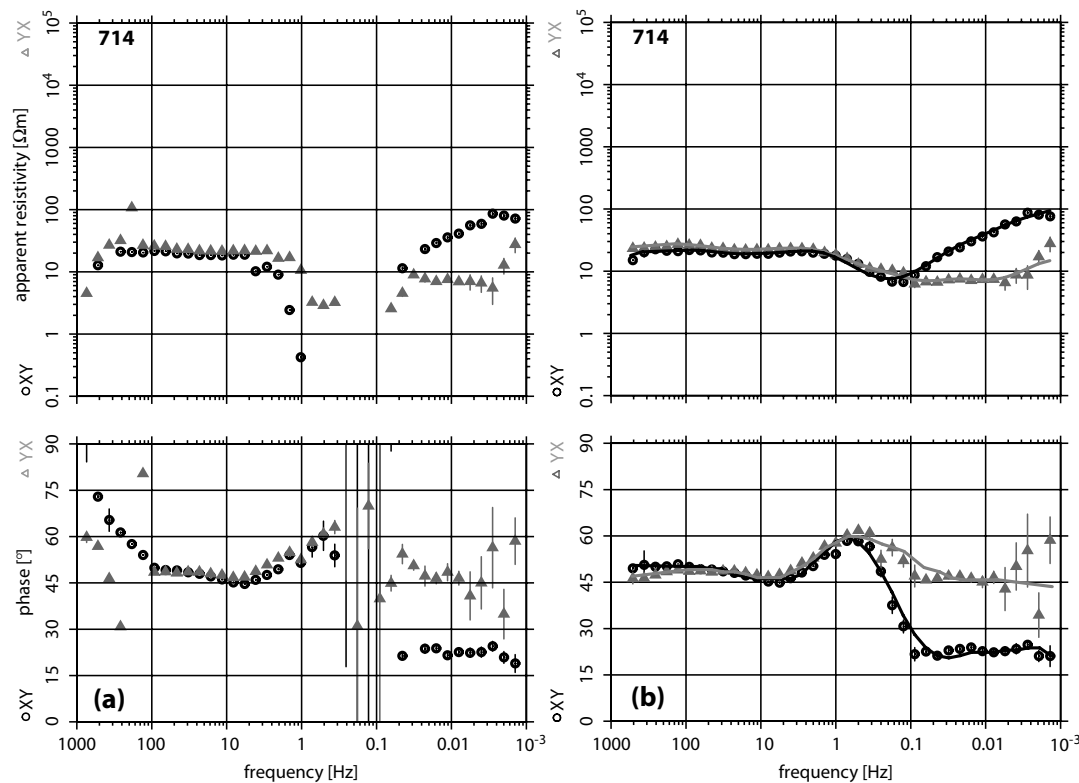 714
714
△ YX
apparent resistivity [Ωm]
○XY
10⁵
10⁴
1000
100
10
1
0.1
△ YX
○XY
10⁵
10⁴
1000
100
10
1
0.1
△ YX
phase [°]
○XY
90
75
60
45
30
15
0
(a)
△ YX
○XY
90
75
60
45
30
15
0
(b)
1000 100 10 1 0.1 0.01 10⁻³
1000 100 10 1 0.1 0.01 10⁻³
frequency [Hz]
frequency [Hz]